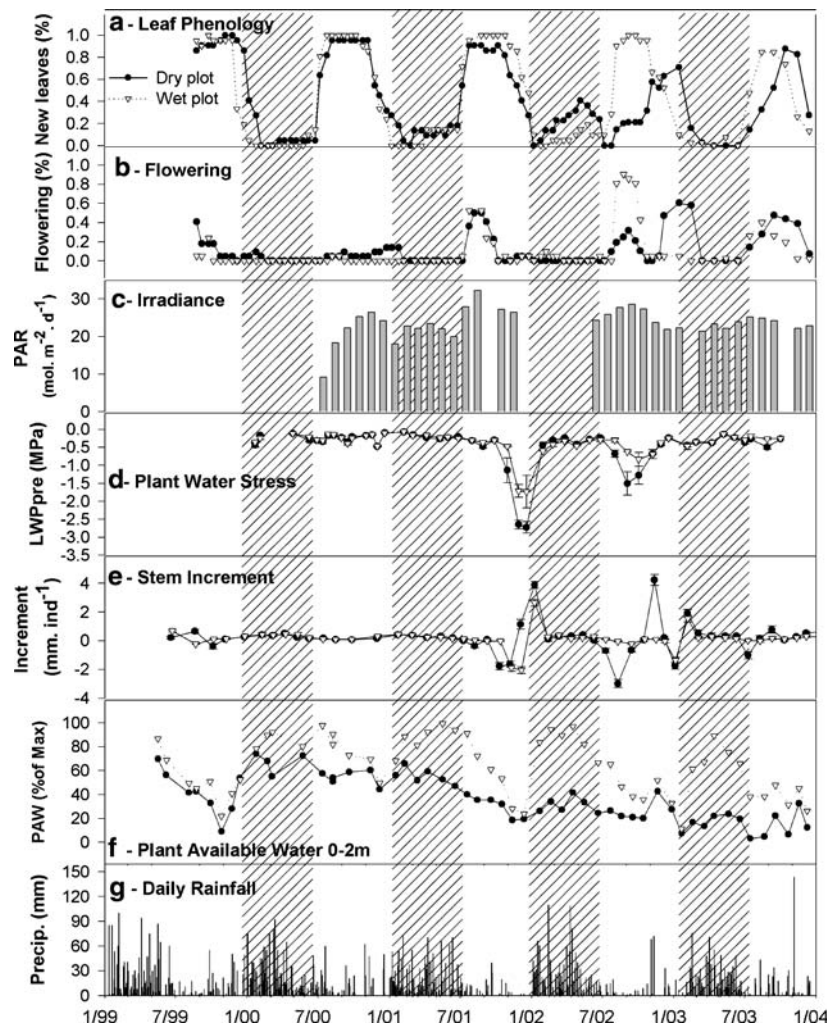 a - Leaf Phenology
New leaves (%)
1.0
0.8
0.6
0.4
0.2
0.0
Dry plot
Wet plot
b - Flowering
Flowering (%)
1.0
0.8
0.6
0.4
0.2
0.0
c - Irradiance
PAR
(mol. m-2. d-1)
30
20
10
0
d - Plant Water Stress
LWPpre (MPa)
0.0
-0.5
-1.0
-1.5
-2.0
-2.5
-3.0
-3.5
e - Stem Increment
Increment
(mm. ind-1)
4
2
0
-2
-4
PAW (%of Max)
100
80
60
40
20
0
f - Plant Available Water 0-2m
g - Daily Rainfall
Precip. (mm)
150
120
90
60
30
0
1/99 7/99 1/00 7/00 1/01 7/01 1/02 7/02 1/03 7/03 1/04